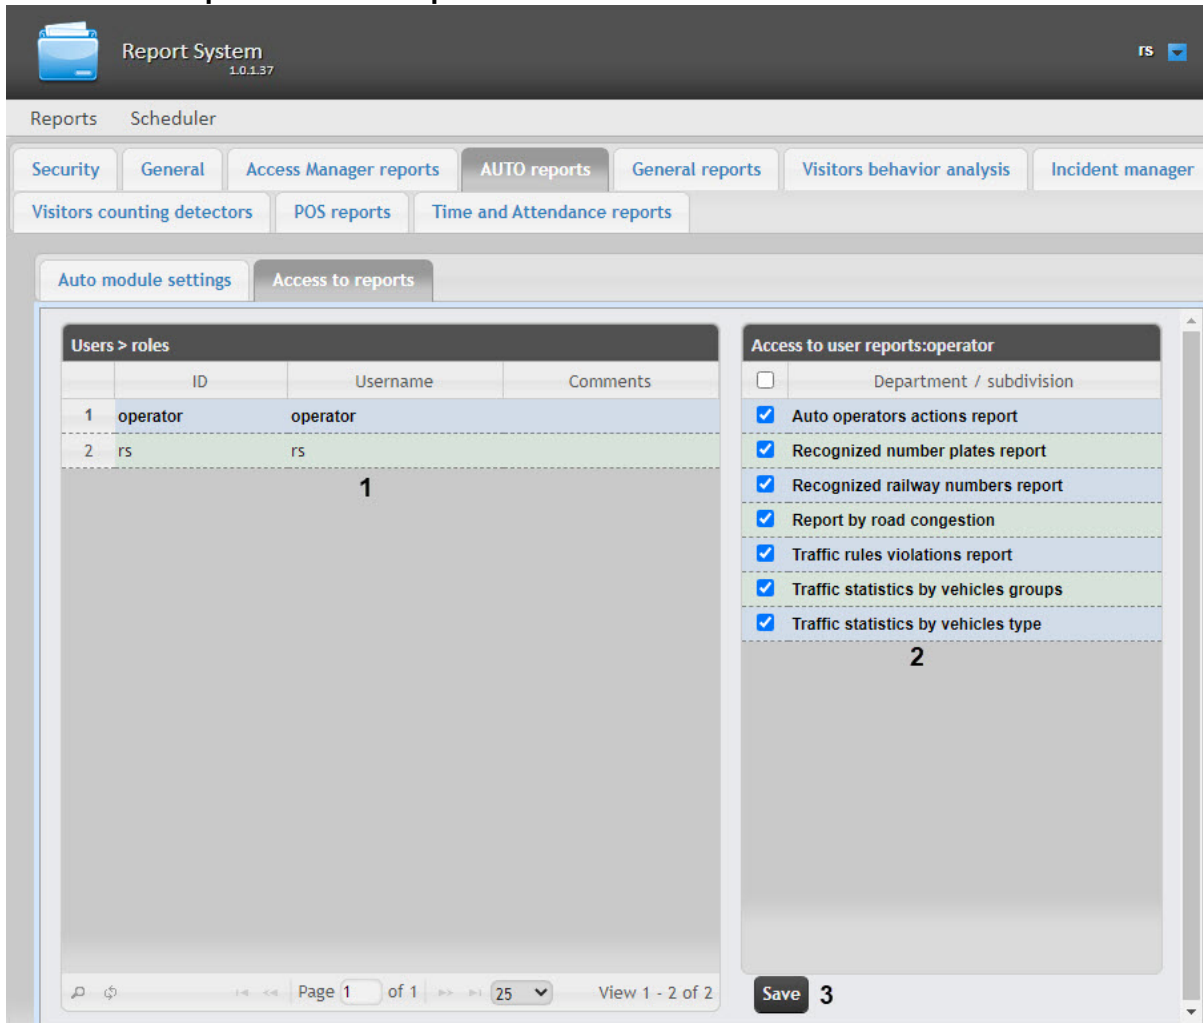 Report System
1.0.1.37
rs
Reports Scheduler
Security General Access Manager reports AUTO reports General reports Visitors behavior analysis Incident manager
Visitors counting detectors POS reports Time and Attendance reports
Auto module settings Access to reports
Users > roles
ID Username Comments
1 operator operator
2 rs rs
1
Access to user reports:operator
Department / subdivision
Auto operators actions report
Recognized number plates report
Recognized railway numbers report
Report by road congestion
Traffic rules violations report
Traffic statistics by vehicles groups
Traffic statistics by vehicles type
2
Page 1 of 1 25 View 1 - 2 of 2
Save 3